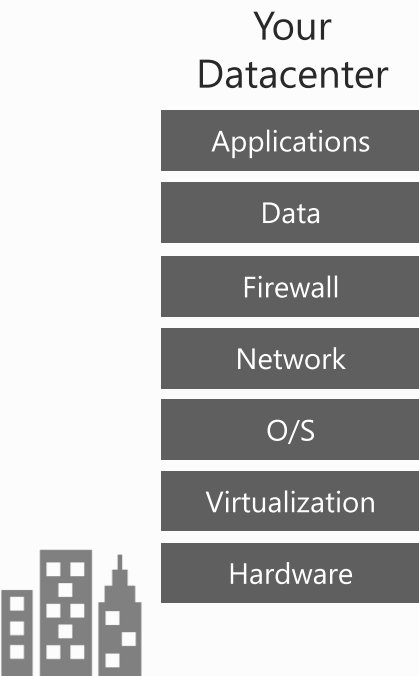 Your
Datacenter
Applications
Data
Firewall
Network
O/S
Virtualization
Hardware